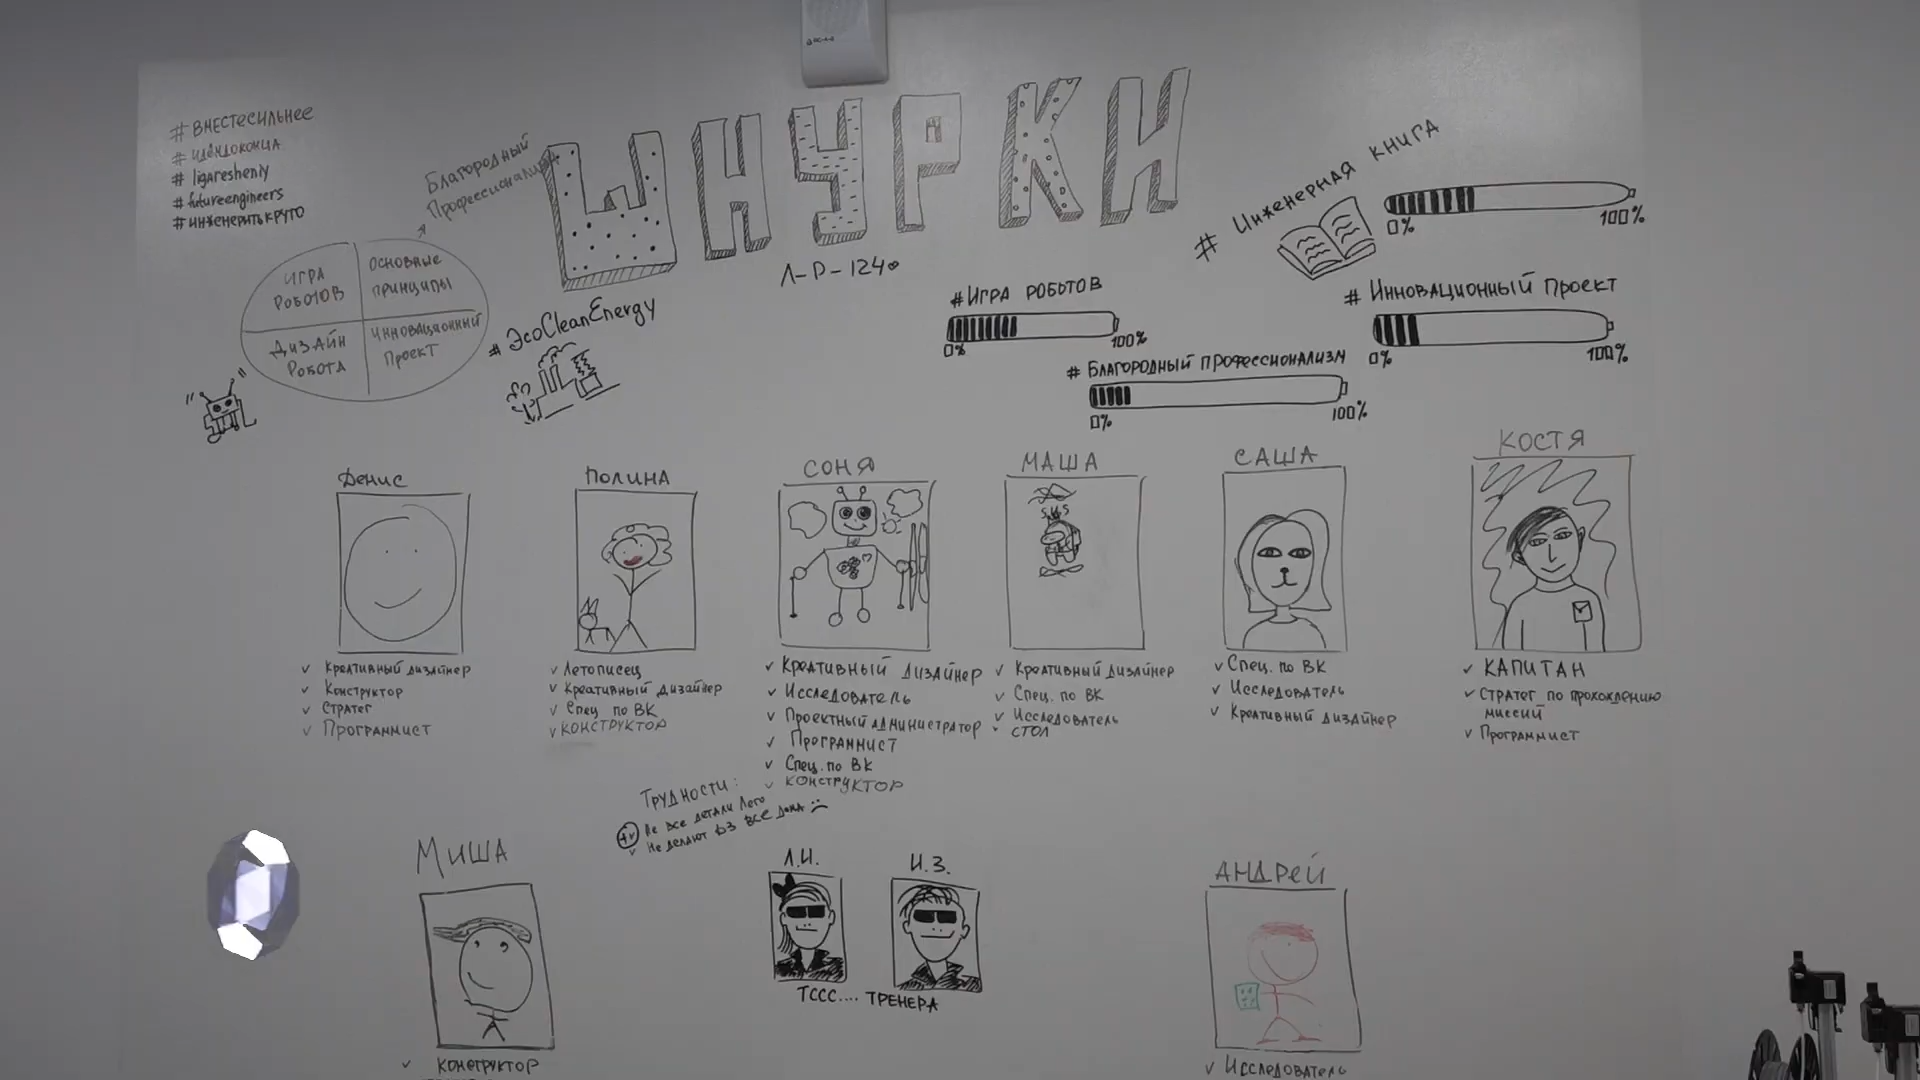 #ВМЕСТЕСИЛЬНЕЕ
#идёмдоконца
#ligareshenly
#futureengineers
#инженеритькруто
Благородный
Профессионализм
ШНУРКИ
Л-Р-124
ИГРА
РОБОТОВ
ОСНОВНЫЕ
ПРИНЦИПЫ
ДИЗАЙН
РОБОТА
ИННОВАЦИОННЫЙ
ПРОЕКТ
#ЭcoCleanEnergy
# Инженерная книга
0% 100%
#Игра роботов
0% 100%
# Инновационный проект
0% 100%
# Благородный профессионализм
0% 100%
Денис
Полина
СОНЯ
МАША
САША
КОСТЯ
SUS
✓ Креативный дизайнер
✓ Конструктор
✓ Стратег
✓ Программист
✓ Летописец
✓ Креативный дизайнер
✓ Спец по ВК
✓ КОНСТРУКТОР
✓ Креативный дизайнер
✓ Исследователь
✓ Проектный администратор
✓ Программист
✓ Спец. по ВК
✓ КОНСТРУКТОР
✓ Креативный дизайнер
✓ Спец. по ВК
✓ Исследователь
СТОЛ
✓ Спец. по ВК
✓ Исследователь
✓ Креативный дизайнер
✓ КАПИТАН
✓ Стратег по прохождению
миссий
✓ Программист
Трудности:
Не все детали Лего
✓ Не делают ДЗ все дома
Миша
✓ Конструктор
Л.И.
И.З.
ТССС.... ТРЕНЕРА
АНДРЕЙ
✓ Исследователь